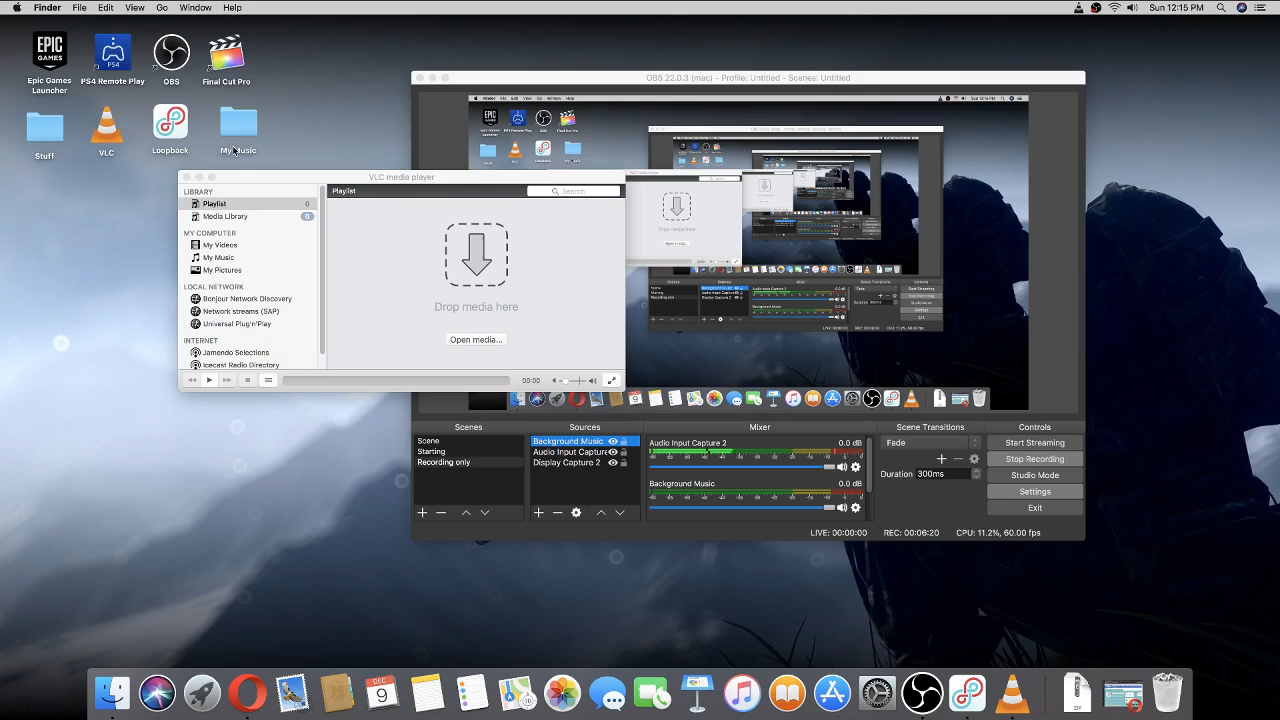 Finder File Edit View Go Window Help
Sun 12:15 PM
EPIC GAMES
PS4
Epic Games Launcher
PS4 Remote Play
OBS
Final Cut Pro
Stuff
VLC
Loopback
My Music
OBS 22.0.3 (mac) - Profile: Untitled - Scenes: Untitled
VLC media player
LIBRARY
Playlist 0
Media Library 0
MY COMPUTER
My Videos
My Music
My Pictures
LOCAL NETWORK
Bonjour Network Discovery
Network streams (SAP)
Universal Plug'n'Play
INTERNET
Jamendo Selections
Icecast Radio Directory
Playlist
Search
Drop media here
Open media...
00:00
Scenes
Scene
Starting
Recording only
Sources
Background Music
Audio Input Capture
Display Capture 2
Mixer
Audio Input Capture 2 0.0 dB
Background Music 0.0 dB
Scene Transitions
Fade
Duration 300ms
Controls
Start Streaming
Stop Recording
Studio Mode
Settings
Exit
LIVE: 00:00:00 REC: 00:06:20 CPU: 11.2%, 60.00 fps
DEC
9
ZIP